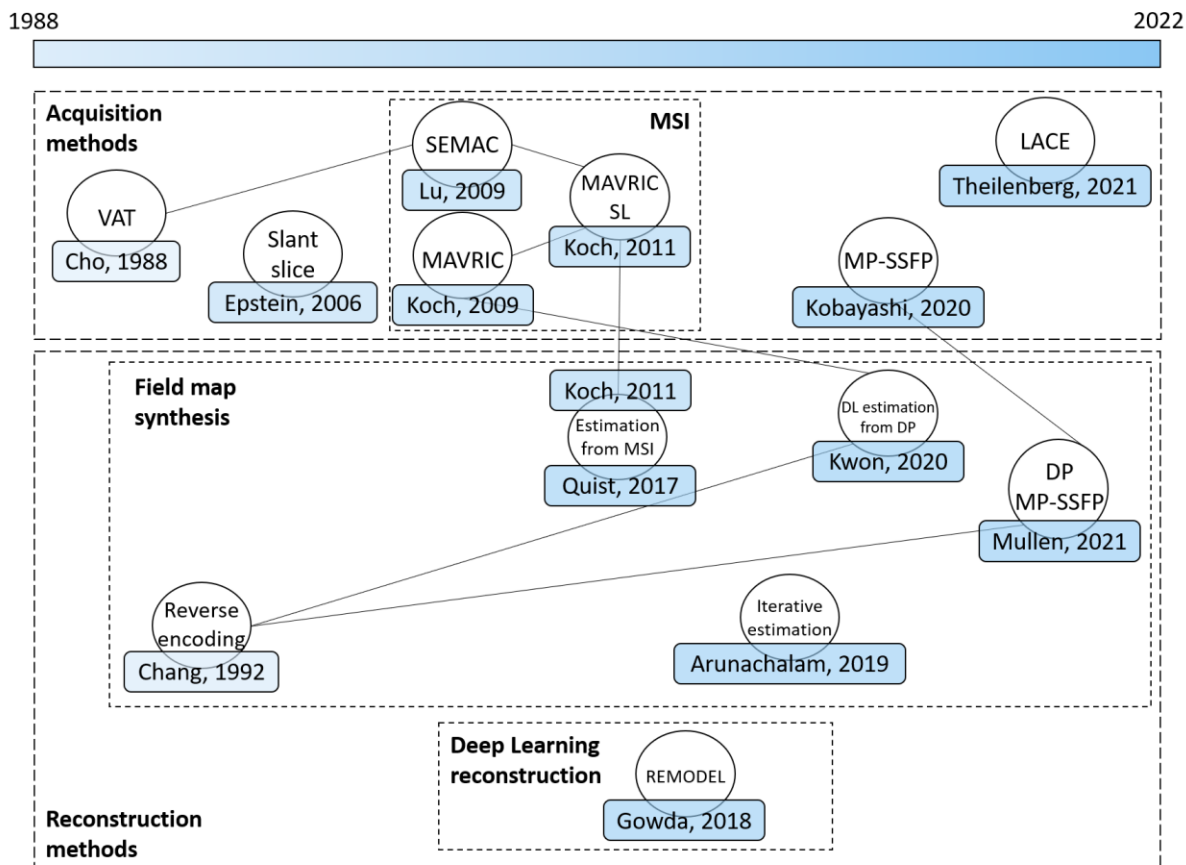 1988
2022
Acquisition
methods
MSI
SEMAC
Lu, 2009
LACE
Theilenberg, 2021
VAT
Cho, 1988
MAVRIC
SL
Koch, 2011
Slant
slice
Epstein, 2006
MAVRIC
Koch, 2009
MP-SSFP
Kobayashi, 2020
Field map
synthesis
Koch, 2011
Estimation
from MSI
Quist, 2017
DL estimation
from DP
Kwon, 2020
DP
MP-SSFP
Mullen, 2021
Reverse
encoding
Chang, 1992
Iterative
estimation
Arunachalam, 2019
Deep Learning
reconstruction
REMODEL
Gowda, 2018
Reconstruction
methods